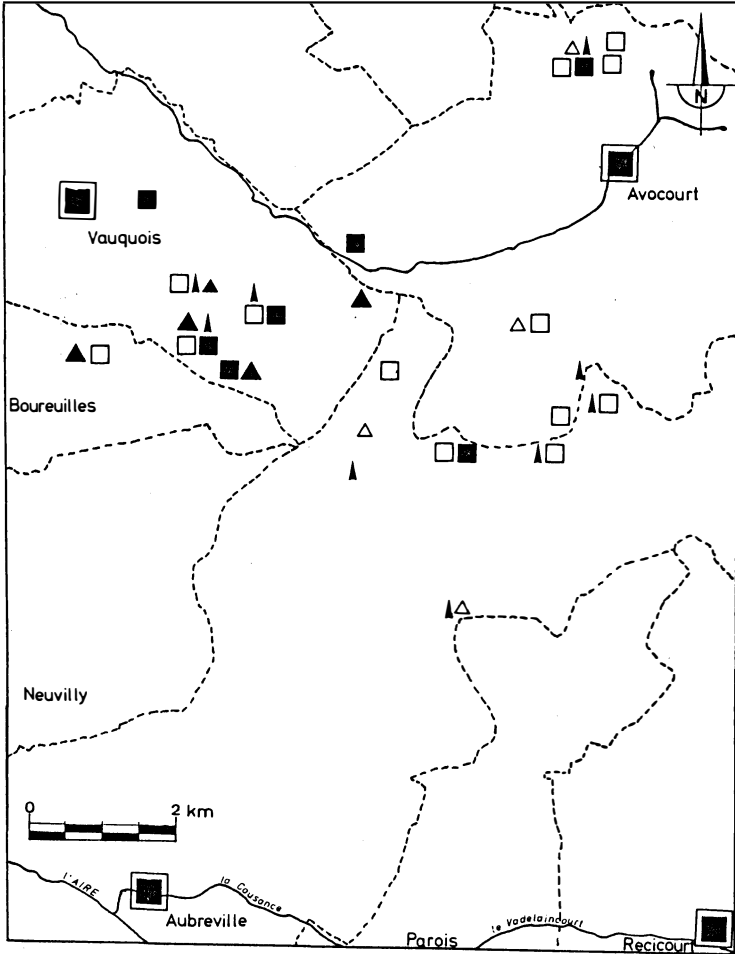 N
Avocourt
Vauquois
Boureuilles
Neuvilly
0 2 km
l'AIRE
la Cousance
Aubreville
le Vadelaincourt
Parois
Recicourt